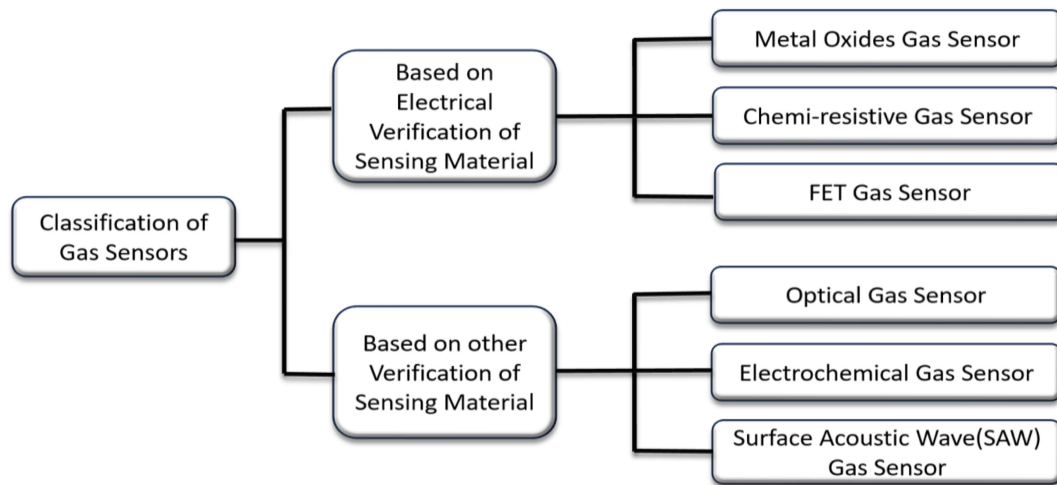 Classification of
Gas Sensors
Based on
Electrical
Verification of
Sensing Material
Metal Oxides Gas Sensor
Chemi-resistive Gas Sensor
FET Gas Sensor
Based on other
Verification of
Sensing Material
Optical Gas Sensor
Electrochemical Gas Sensor
Surface Acoustic Wave(SAW)
Gas Sensor